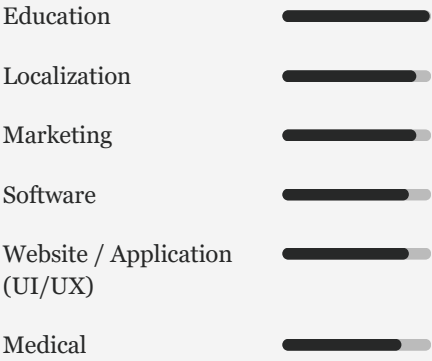 Education
Localization
Marketing
Software
Website / Application
(UI/UX)
Medical